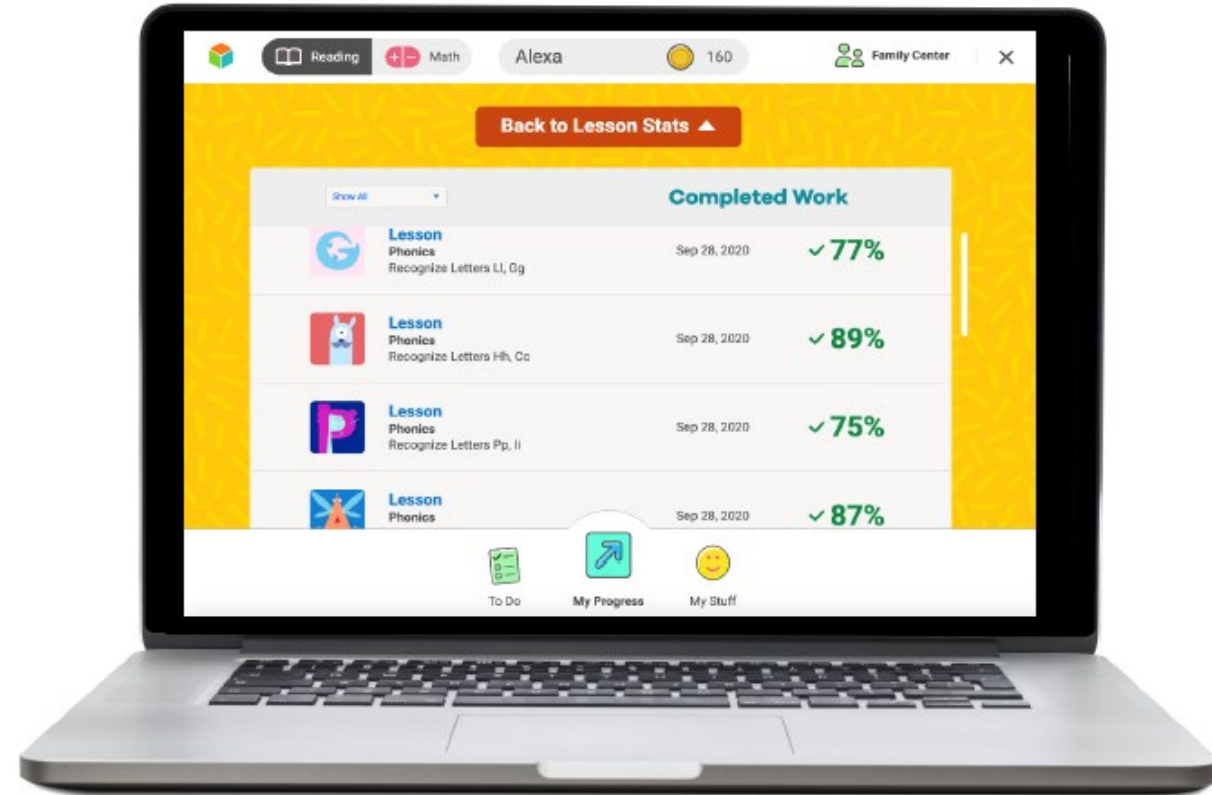 Reading
Math
Alexa
160
Family Center
Back to Lesson Stats
Show All
Completed Work
Lesson
Phonics
Recognize Letters Ll, Gg
Sep 28, 2020
77%
Lesson
Phonics
Recognize Letters Hh, Cc
Sep 28, 2020
89%
Lesson
Phonics
Recognize Letters Pp, Ii
Sep 28, 2020
75%
Lesson
Phonics
Sep 28, 2020
87%
To Do
My Progress
My Stuff